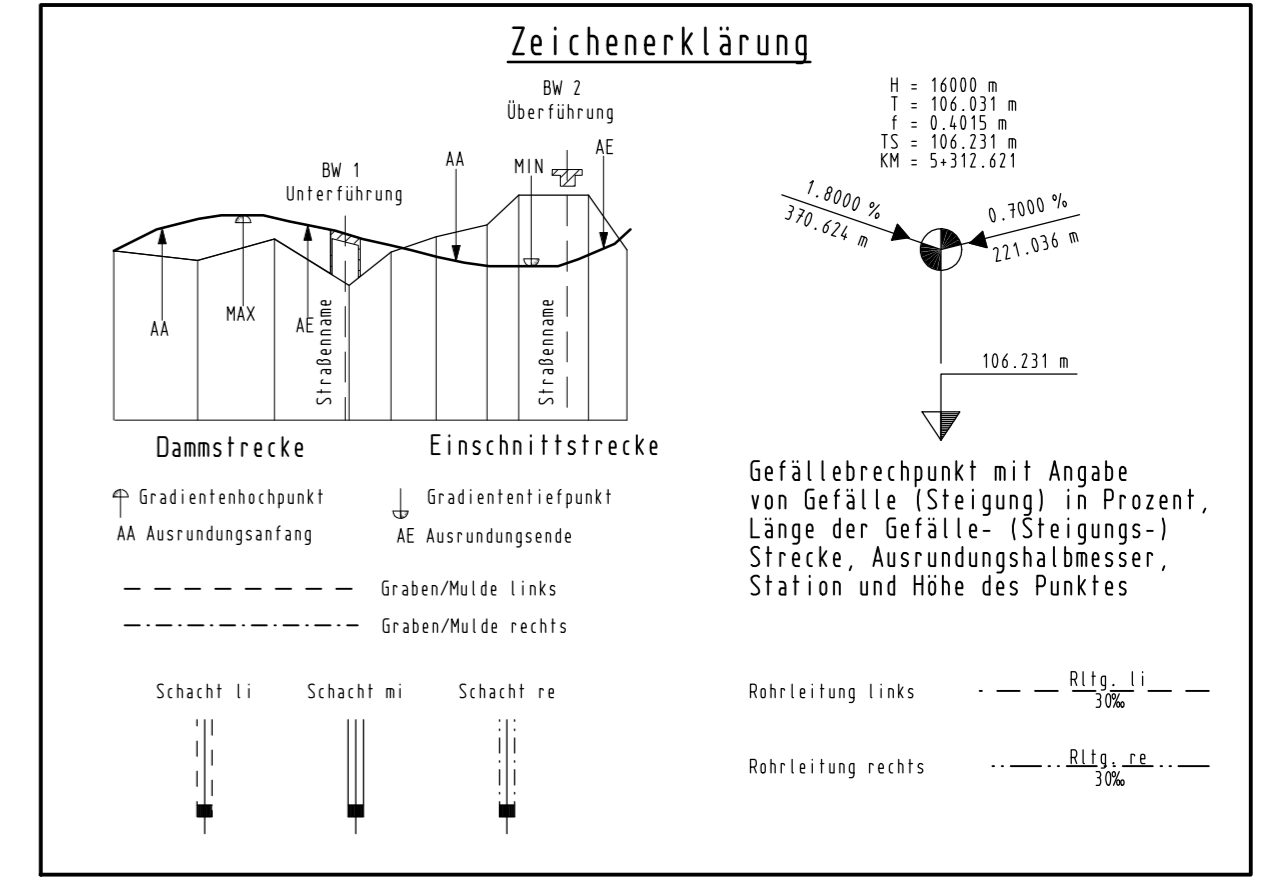 Zeichenerklärung
BW 1
Unterführung
BW 2
Überführung
AA
MIN
AE
AA
MAX
AE
Straßenname
Straßenname
Dammstrecke
Einschnittstrecke
Gradientenhochpunkt
Gradiententiefpunkt
AA Ausrundungsanfang
AE Ausrundungsende
Graben/Mulde links
Graben/Mulde rechts
Schacht li
Schacht mi
Schacht re
H = 16000 m
T = 106.031 m
f = 0.4015 m
TS = 106.231 m
KM = 5+312.621
1.8000 %
370.624 m
0.7000 %
221.036 m
106.231 m
Gefällebrechpunkt mit Angabe
von Gefälle (Steigung) in Prozent,
Länge der Gefälle- (Steigungs-)
Strecke, Ausrundungshalbmesser,
Station und Höhe des Punktes
Rohrleitung links
Rltg. li
30‰
Rohrleitung rechts
Rltg. re
30‰